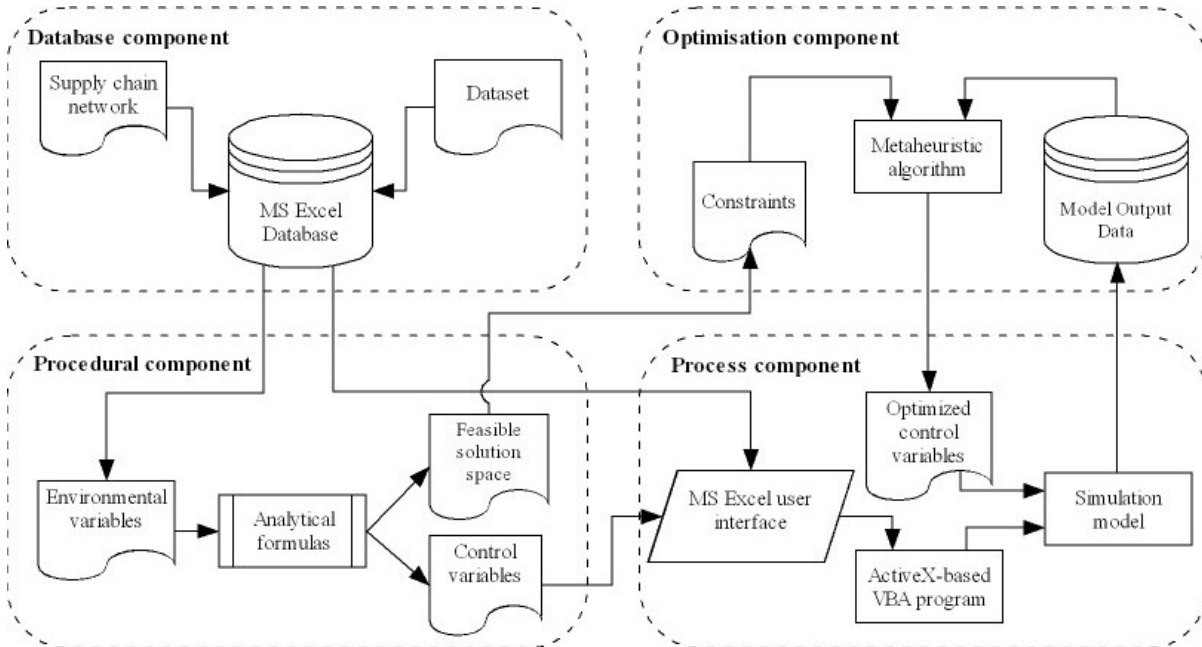 Database component
Supply chain
network
Dataset
MS Excel
Database
Optimisation component
Metaheuristic
algorithm
Constraints
Model Output
Data
Procedural component
Environmental
variables
Analytical
formulas
Feasible
solution
space
Control
variables
Process component
Optimized
control
variables
MS Excel user
interface
Simulation
model
ActiveX-based
VBA program